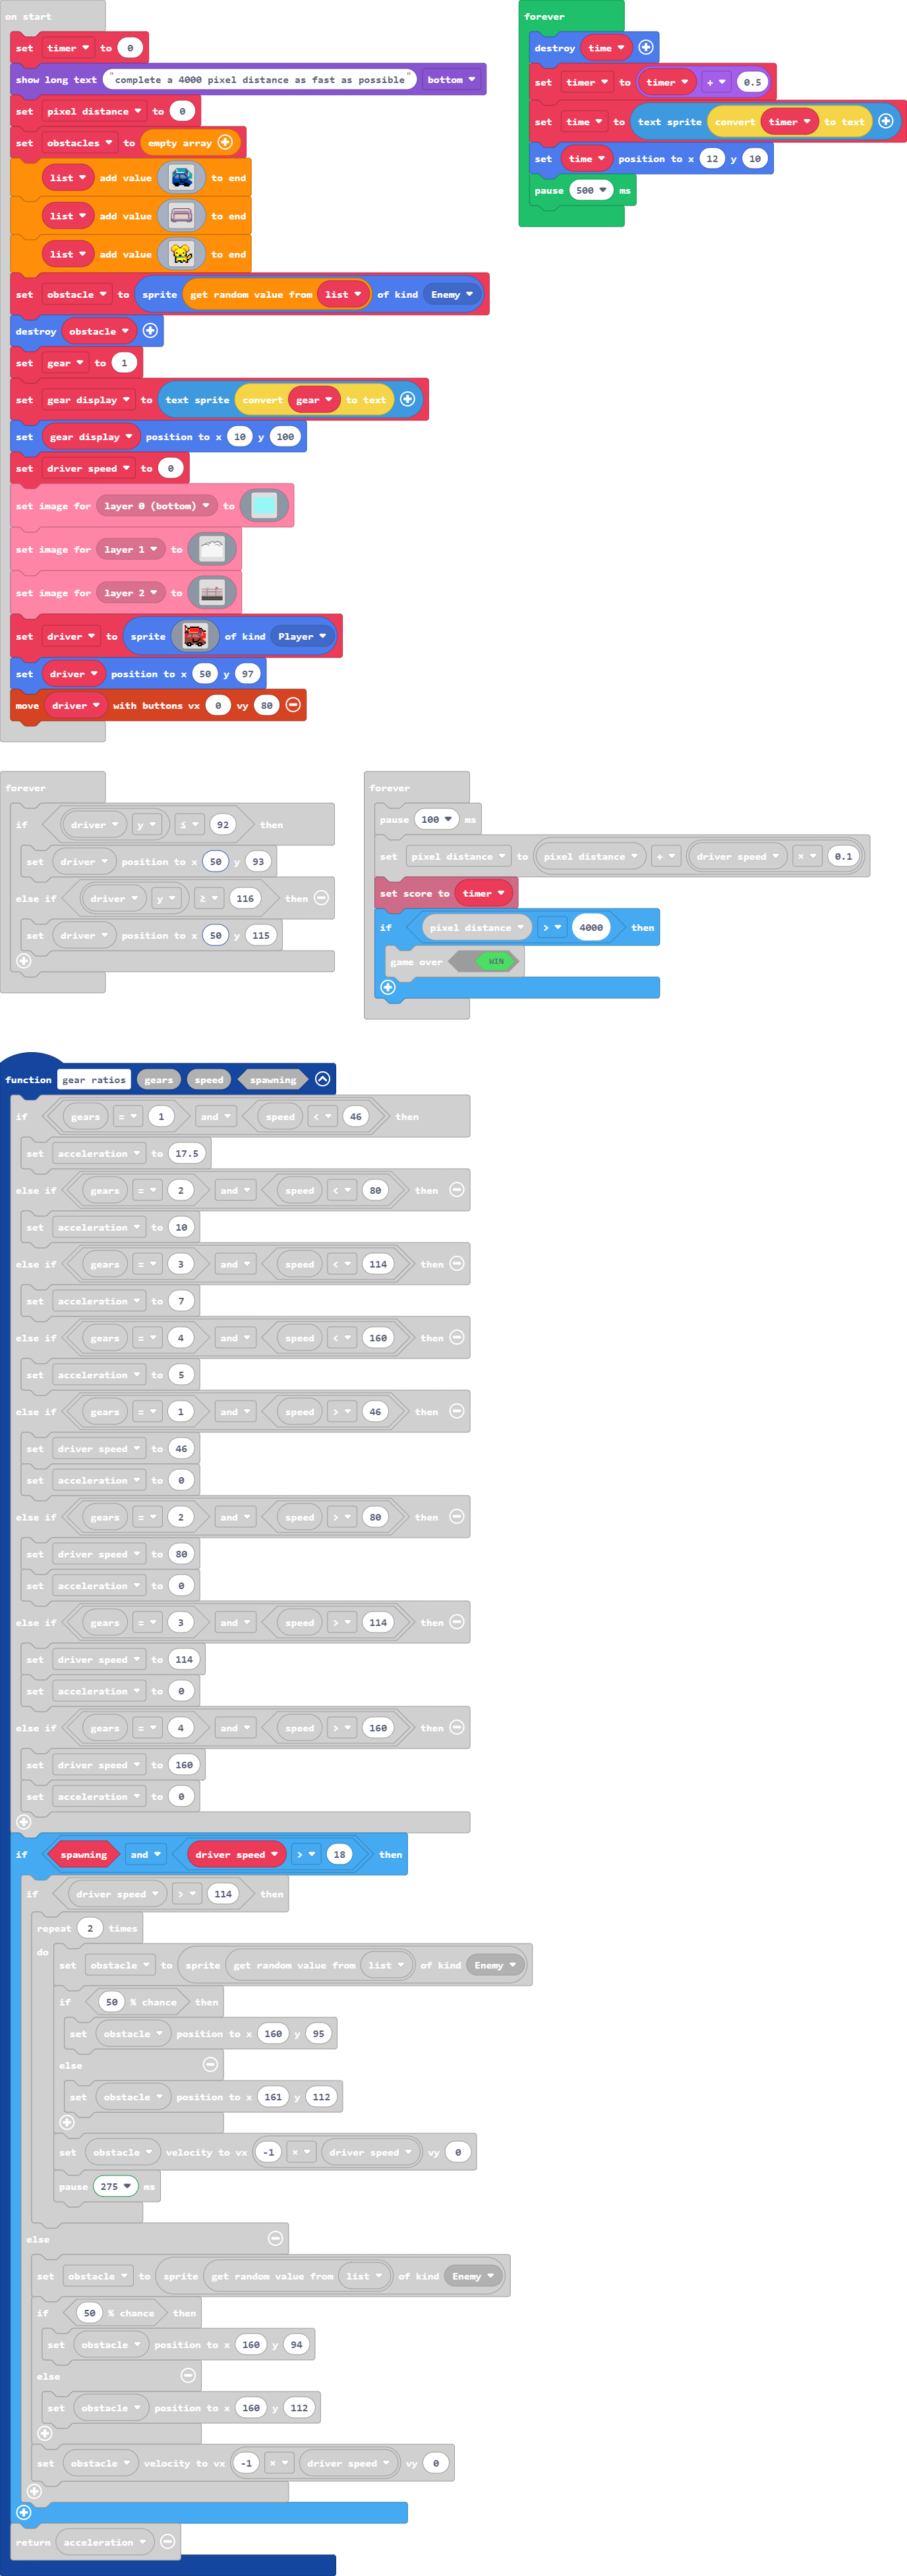 on start
set timer to 0
show long text "complete a 4000 pixel distance as fast as possible" bottom
set pixel distance to 0
set obstacles to empty array
list add value to end
list add value to end
list add value to end
set obstacle to sprite get random value from list of kind Enemy
destroy obstacle
set gear to 1
set gear display to text sprite convert gear to text
set gear display position to x 10 y 100
set driver speed to 0
set image for layer 0 (bottom) to
set image for layer 1 to
set image for layer 2 to
set driver to sprite of kind Player
set driver position to x 50 y 97
move driver with buttons vx 0 vy 80
forever
destroy time
set timer to timer + 0.5
set time to text sprite convert timer to text
set time position to x 12 y 10
pause 500 ms
forever
if driver y ≤ 92 then
set driver position to x 50 y 93
else if driver y ≥ 116 then
set driver position to x 50 y 115
forever
pause 100 ms
set pixel distance to pixel distance + driver speed × 0.1
set score to timer
if pixel distance > 4000 then
game over WIN
function gear ratios gears speed spawning
if gears = 1 and speed < 46 then
set acceleration to 17.5
else if gears = 2 and speed < 80 then
set acceleration to 10
else if gears = 3 and speed < 114 then
set acceleration to 7
else if gears = 4 and speed < 160 then
set acceleration to 5
else if gears = 1 and speed > 46 then
set driver speed to 46
set acceleration to 0
else if gears = 2 and speed > 80 then
set driver speed to 80
set acceleration to 0
else if gears = 3 and speed > 114 then
set driver speed to 114
set acceleration to 0
else if gears = 4 and speed > 160 then
set driver speed to 160
set acceleration to 0
if spawning and driver speed > 18 then
if driver speed > 114 then
repeat 2 times
do
set obstacle to sprite get random value from list of kind Enemy
if 50 % chance then
set obstacle position to x 160 y 95
else
set obstacle position to x 161 y 112
set obstacle velocity to vx -1 × driver speed vy 0
pause 275 ms
else
set obstacle to sprite get random value from list of kind Enemy
if 50 % chance then
set obstacle position to x 160 y 94
else
set obstacle position to x 160 y 112
set obstacle velocity to vx -1 × driver speed vy 0
return acceleration